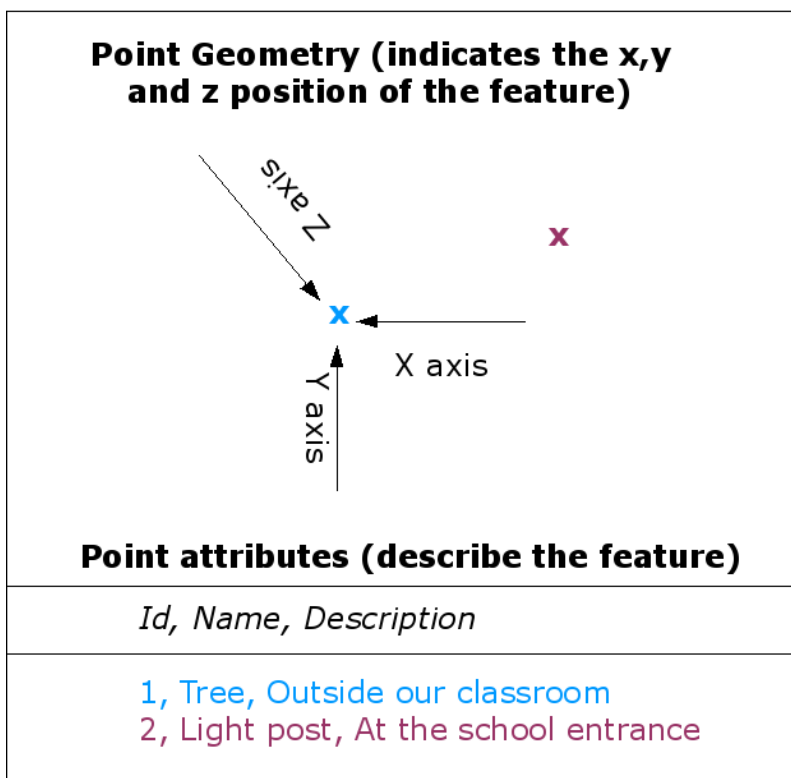 Point Geometry (indicates the x,y
and z position of the feature)
Z axis
x
x
X axis
Y axis
Point attributes (describe the feature)
Id, Name, Description
1, Tree, Outside our classroom
2, Light post, At the school entrance